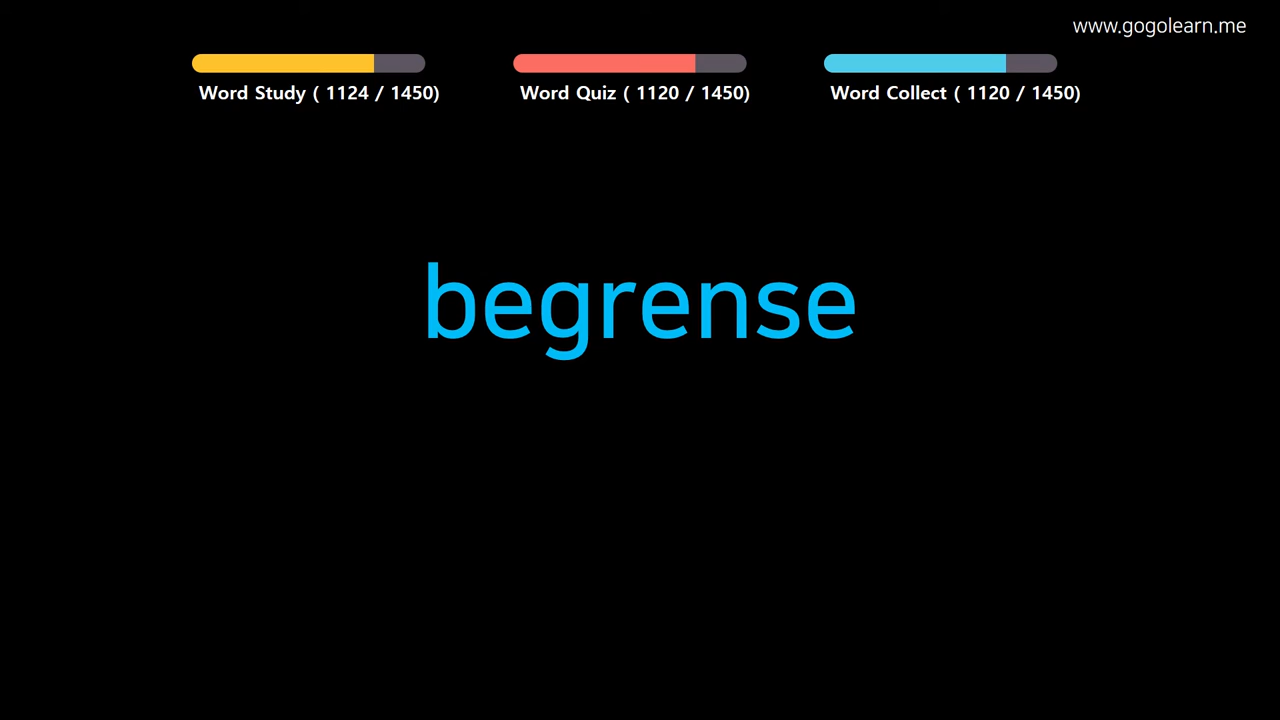 www.gogolearn.me
Word Study ( 1124 / 1450)
Word Quiz ( 1120 / 1450)
Word Collect ( 1120 / 1450)
begrense